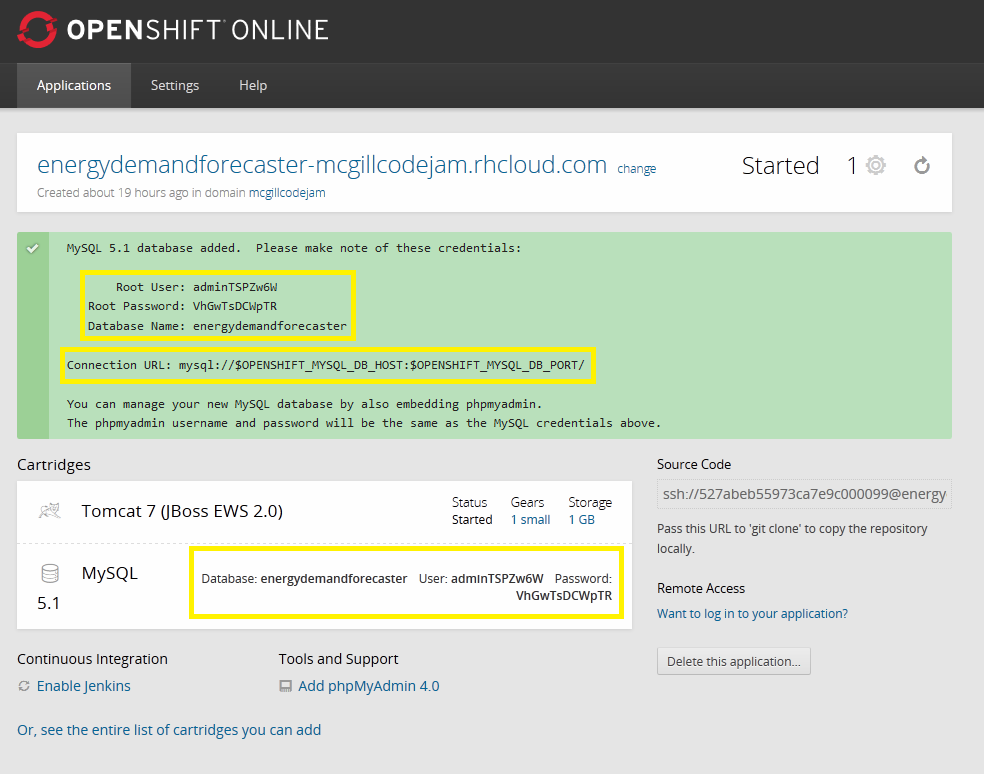 OPENSHIFT ONLINE
Applications Settings Help
energydemandforecaster-mcgillcodejam.rhcloud.com change Started 1
Created about 19 hours ago in domain mcgillcodejam
MySQL 5.1 database added.  Please make note of these credentials:
Root User: adminTSPZw6W
Root Password: VhGwTsDCWpTR
Database Name: energydemandforecaster
Connection URL: mysql://$OPENSHIFT_MYSQL_DB_HOST:$OPENSHIFT_MYSQL_DB_PORT/
You can manage your new MySQL database by also embedding phpmyadmin.
The phpmyadmin username and password will be the same as the MySQL credentials above.
Cartridges
Tomcat 7 (JBoss EWS 2.0)
Status Gears Storage
Started 1 small 1 GB
MySQL
5.1
Database: energydemandforecaster User: adminTSPZw6W Password:
VhGwTsDCWpTR
Source Code
ssh://527abeb55973ca7e9c000099@energy
Pass this URL to 'git clone' to copy the repository
locally.
Remote Access
Want to log in to your application?
Delete this application...
Continuous Integration
Enable Jenkins
Tools and Support
Add phpMyAdmin 4.0
Or, see the entire list of cartridges you can add